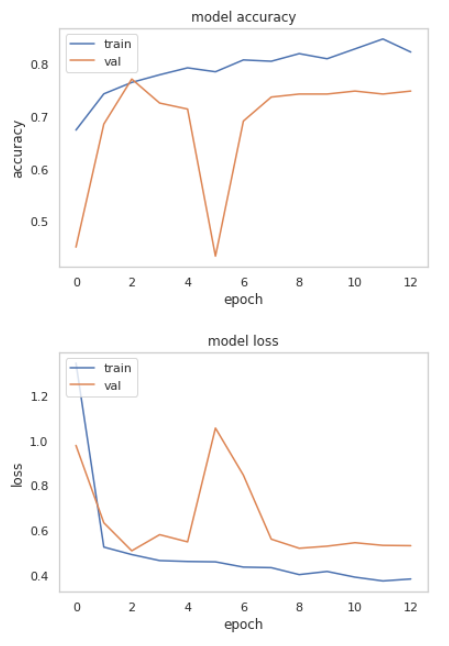 model accuracy
train
val
0.8
0.7
0.6
0.5
accuracy
0 2 4 6 8 10 12
epoch
model loss
train
val
1.2
1.0
0.8
0.6
0.4
loss
0 2 4 6 8 10 12
epoch